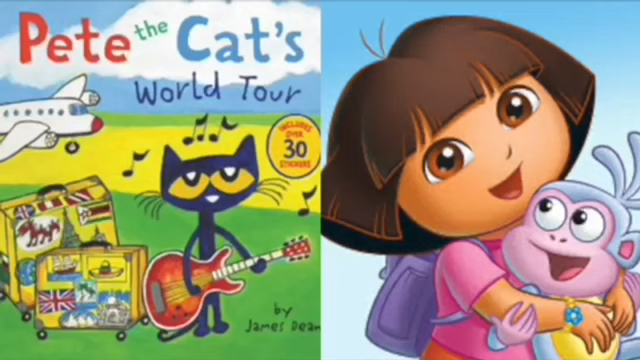 Pete the Cat's
World Tour
INCLUDES
OVER
30
STICKERS
by
James Dean